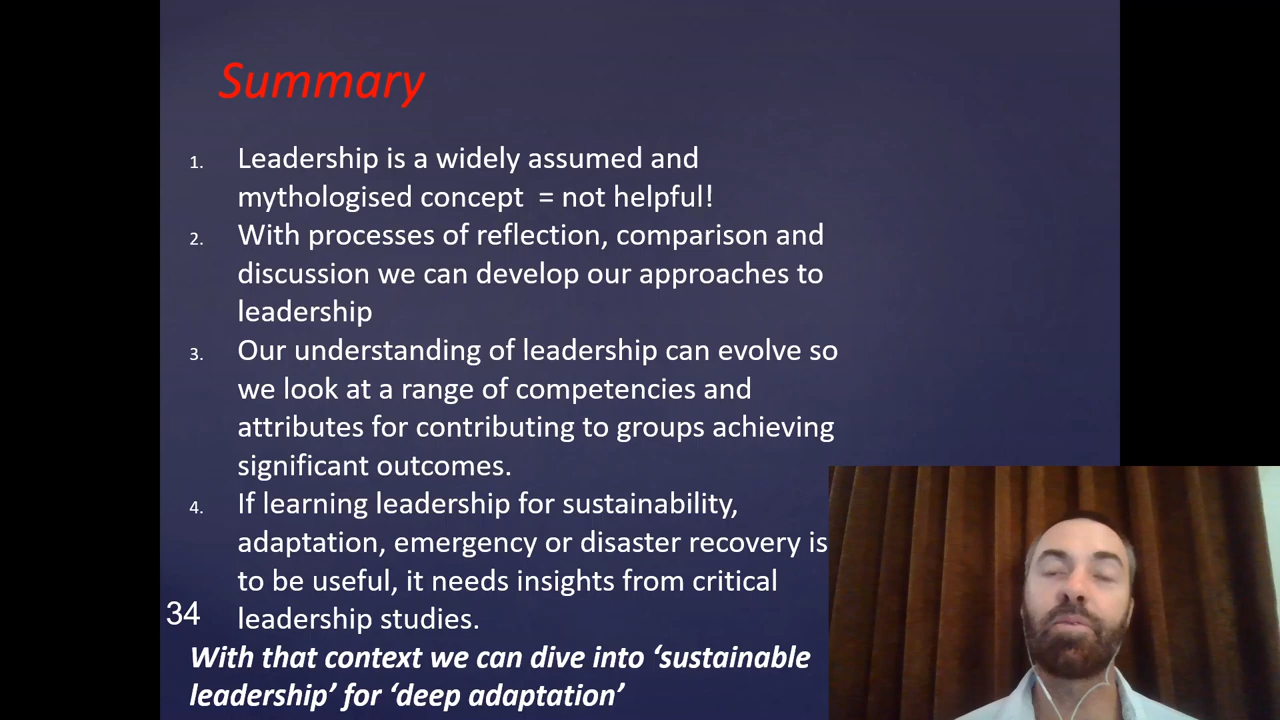 Summary
1. Leadership is a widely assumed and
mythologised concept = not helpful!
2. With processes of reflection, comparison and
discussion we can develop our approaches to
leadership
3. Our understanding of leadership can evolve so
we look at a range of competencies and
attributes for contributing to groups achieving
significant outcomes.
4. If learning leadership for sustainability,
adaptation, emergency or disaster recovery is
to be useful, it needs insights from critical
leadership studies.
34
With that context we can dive into ‘sustainable
leadership’ for ‘deep adaptation’